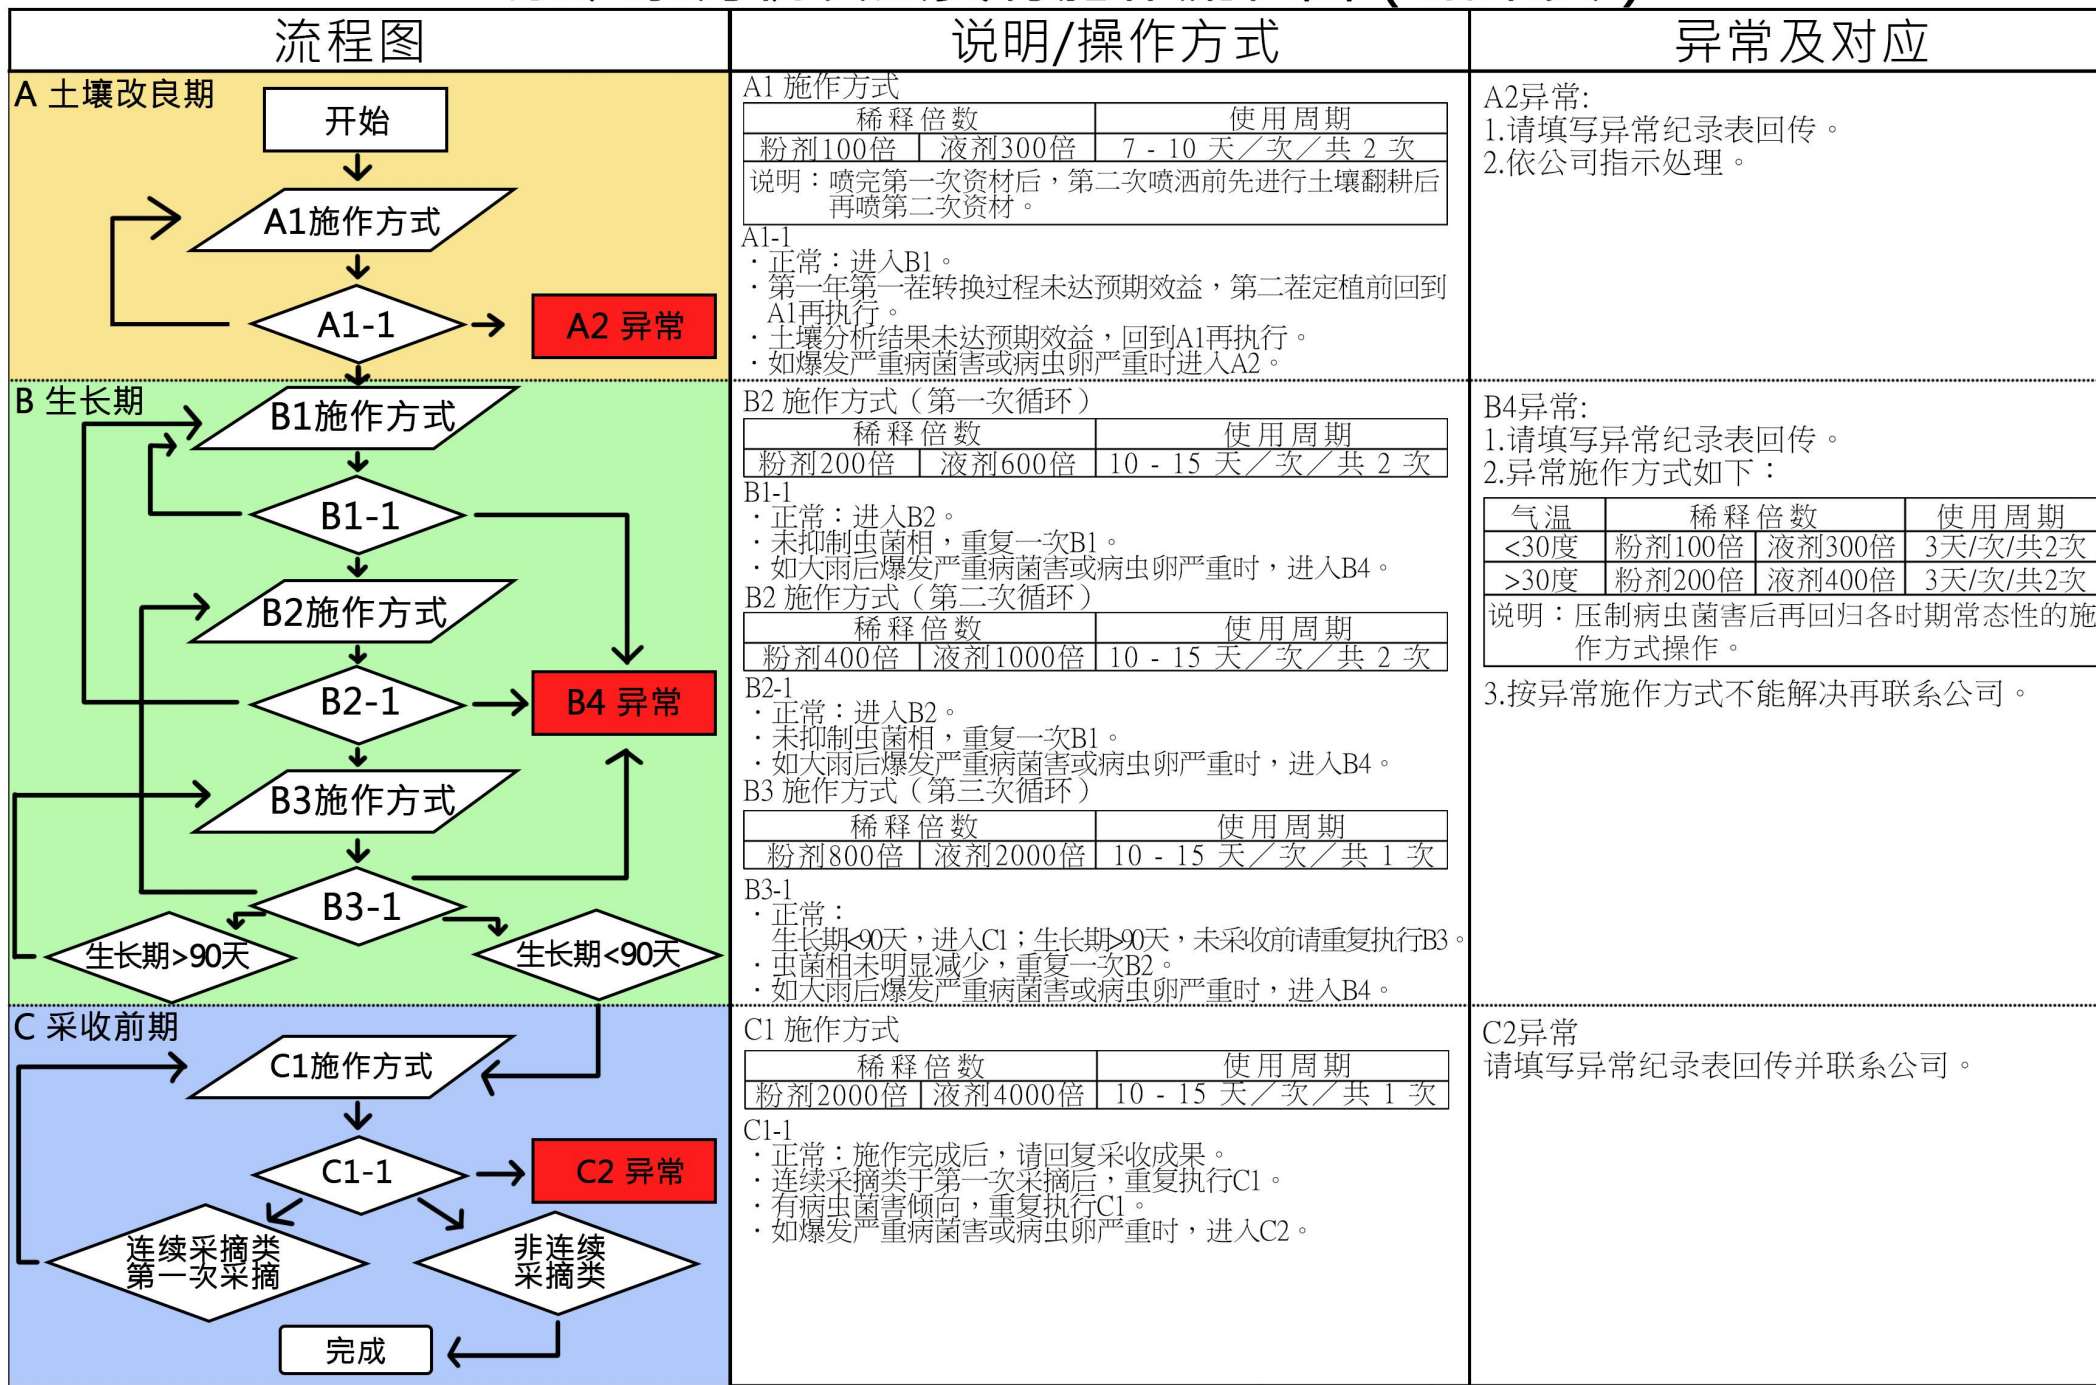 流程图
说明/操作方式
异常及对应
A 土壤改良期
开始
A1施作方式
A1-1
A2 异常
B 生长期
B1施作方式
B1-1
B2施作方式
B2-1
B4 异常
B3施作方式
B3-1
生长期>90天
生长期<90天
C 采收前期
C1施作方式
C1-1
C2 异常
连续采摘类
第一次采摘
非连续
采摘类
完成
A1 施作方式
稀释倍数 使用周期
粉剂100倍 液剂300倍 7 - 10 天／次／共 2 次
说明：喷完第一次资材后，第二次喷洒前先进行土壤翻耕后
再喷第二次资材。
A1-1
·正常：进入B1。
·第一年第一茬转换过程未达预期效益，第二茬定植前回到
A1再执行。
·土壤分析结果未达预期效益，回到A1再执行。
·如爆发严重病菌害或病虫卵严重时进入A2。
B2 施作方式（第一次循环）
稀释倍数 使用周期
粉剂200倍 液剂600倍 10 - 15 天／次／共 2 次
B1-1
·正常：进入B2。
·未抑制虫菌相，重复一次B1。
·如大雨后爆发严重病菌害或病虫卵严重时，进入B4。
B2 施作方式（第二次循环）
稀释倍数 使用周期
粉剂400倍 液剂1000倍 10 - 15 天／次／共 2 次
B2-1
·正常：进入B2。
·未抑制虫菌相，重复一次B1。
·如大雨后爆发严重病菌害或病虫卵严重时，进入B4。
B3 施作方式（第三次循环）
稀释倍数 使用周期
粉剂800倍 液剂2000倍 10 - 15 天／次／共 1 次
B3-1
·正常：
生长期<90天，进入C1；生长期>90天，未采收前请重复执行B3。
·虫菌相未明显减少，重复一次B2。
·如大雨后爆发严重病菌害或病虫卵严重时，进入B4。
C1 施作方式
稀释倍数 使用周期
粉剂2000倍 液剂4000倍 10 - 15 天／次／共 1 次
C1-1
·正常：施作完成后，请回复采收成果。
·连续采摘类于第一次采摘后，重复执行C1。
·有病虫菌害倾向，重复执行C1。
·如爆发严重病菌害或病虫卵严重时，进入C2。
A2异常:
1.请填写异常纪录表回传。
2.依公司指示处理。
B4异常:
1.请填写异常纪录表回传。
2.异常施作方式如下：
气温 稀释倍数 使用周期
<30度 粉剂100倍 液剂300倍 3天/次/共2次
>30度 粉剂200倍 液剂400倍 3天/次/共2次
说明：压制病虫菌害后再回归各时期常态性的施
作方式操作。
3.按异常施作方式不能解决再联系公司。
C2异常
请填写异常纪录表回传并联系公司。